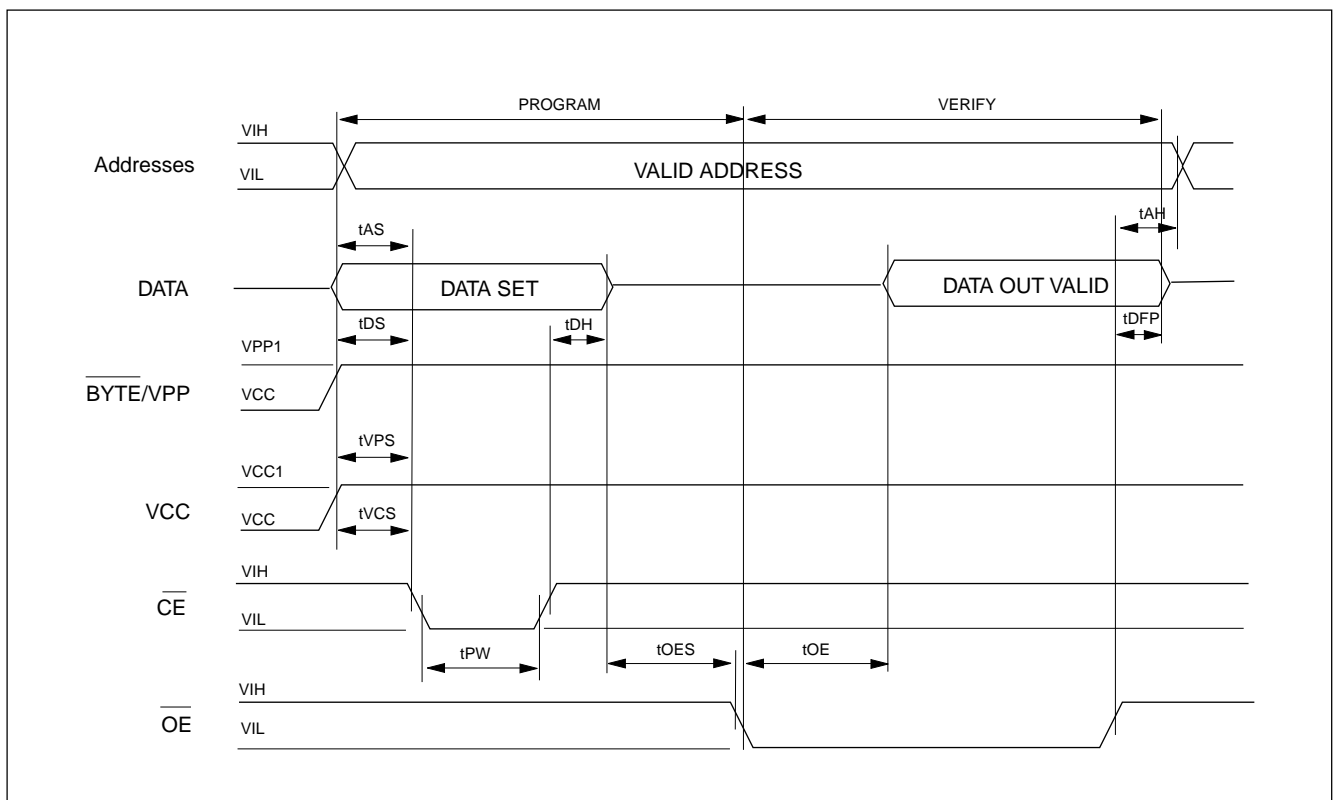 PROGRAM
VERIFY
VIH
Addresses
VIL
VALID ADDRESS
tAS
tAH
DATA
DATA SET
DATA OUT VALID
tDS
tDH
tDFP
VPP1
BYTE/VPP
VCC
tVPS
VCC1
VCC
VCC
tVCS
VIH
CE
VIL
tPW
tOES
tOE
VIH
OE
VIL